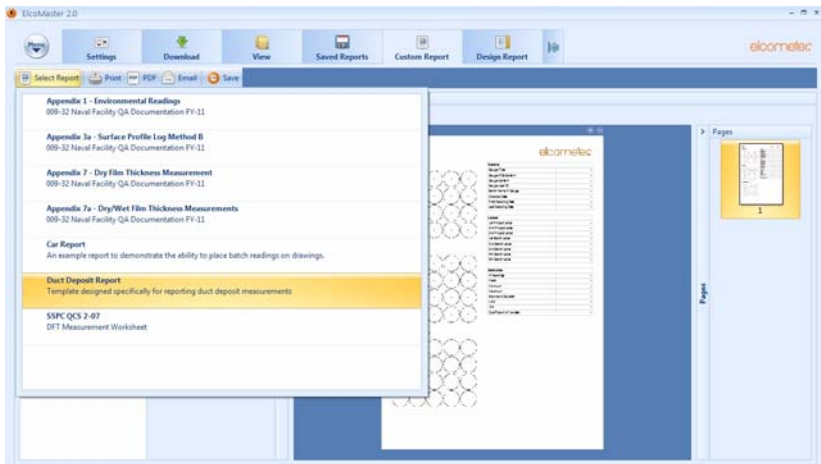 ElcoMaster 2.0
Menu
Settings
Download
View
Saved Reports
Custom Report
Design Report
elcometer
Select Report
Print
PDF
Email
Save
Appendix 1 - Environmental Readings
009-32 Naval Facility QA Documentation FY-11
Appendix 3a - Surface Profile Log Method B
009-32 Naval Facility QA Documentation FY-11
Appendix 7 - Dry Film Thickness Measurement
009-32 Naval Facility QA Documentation FY-11
Appendix 7a - Dry/Wet Film Thickness Measurements
009-32 Naval Facility QA Documentation FY-11
Car Report
An example report to demonstrate the ability to place batch readings on drawings.
Duct Deposit Report
Template designed specifically for reporting duct deposit measurements
SSPC QCS 2-07
DFT Measurement Worksheet
elcometer
Pages
1
Pages